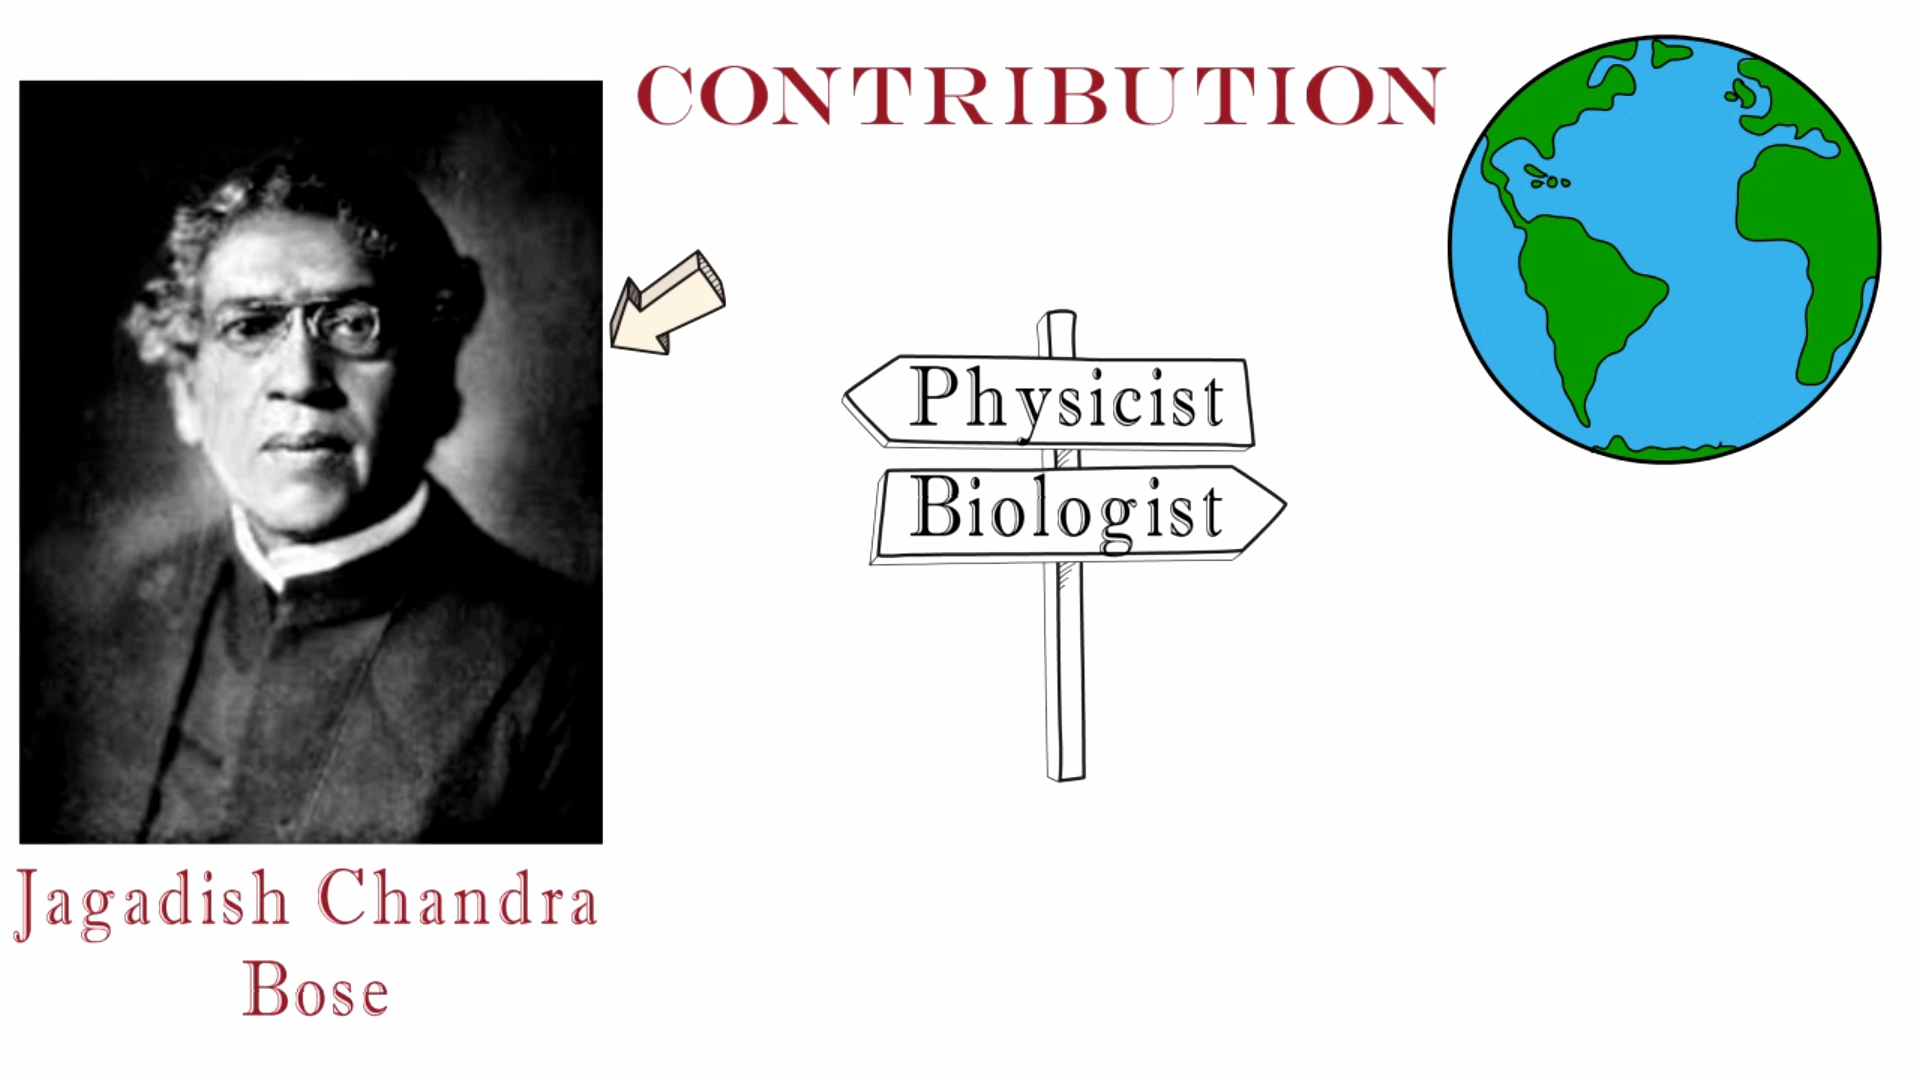 CONTRIBUTION
Physicist
Biologist
Jagadish Chandra
Bose